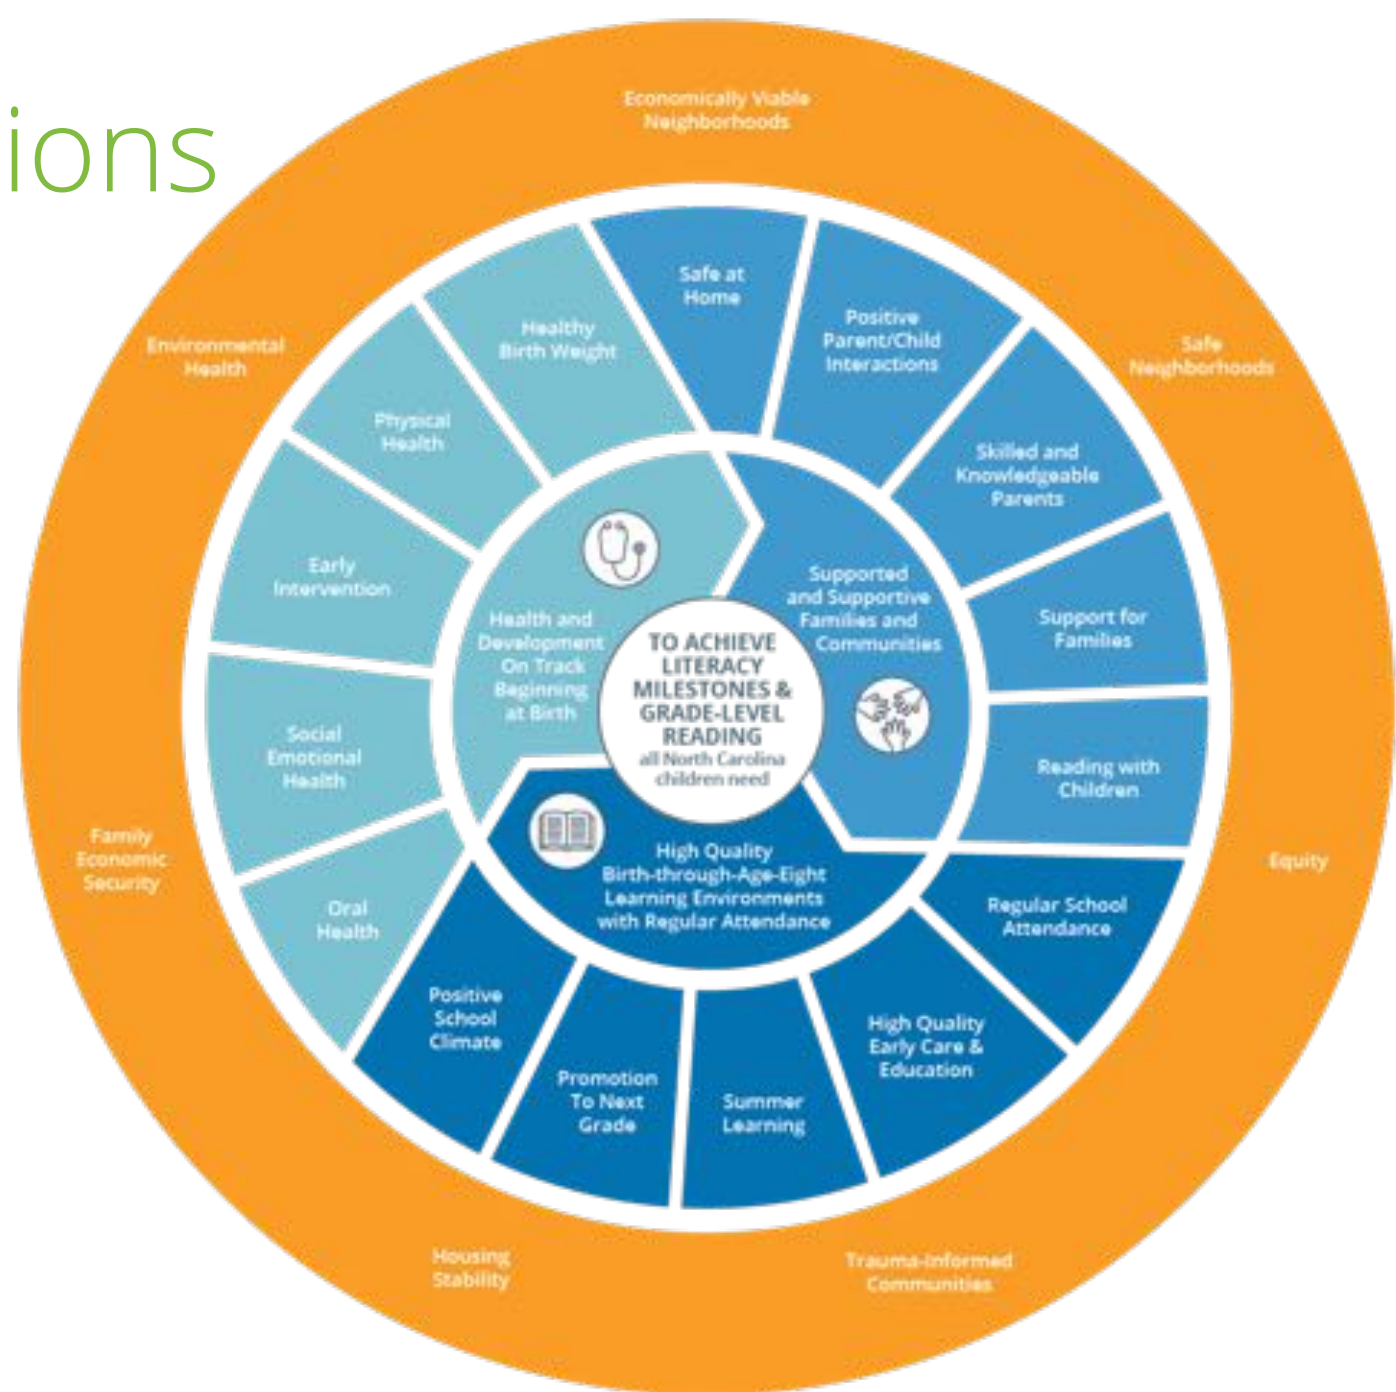 ions
Economically Viable
Neighborhoods
Safe
Neighborhoods
Equity
Trauma-Informed
Communities
Housing
Stability
Family
Economic
Security
Environmental
Health
Safe at
Home
Positive
Parent/Child
Interactions
Skilled and
Knowledgeable
Parents
Support for
Families
Reading with
Children
Regular School
Attendance
High Quality
Early Care &
Education
Summer
Learning
Promotion
To Next
Grade
Positive
School
Climate
Oral
Health
Social
Emotional
Health
Early
Intervention
Physical
Health
Healthy
Birth Weight
Health and
Development
On Track
Beginning
at Birth
Supported
and Supportive
Families and
Communities
High Quality
Birth-through-Age-Eight
Learning Environments
with Regular Attendance
TO ACHIEVE
LITERACY
MILESTONES &
GRADE-LEVEL
READING
all North Carolina
children need